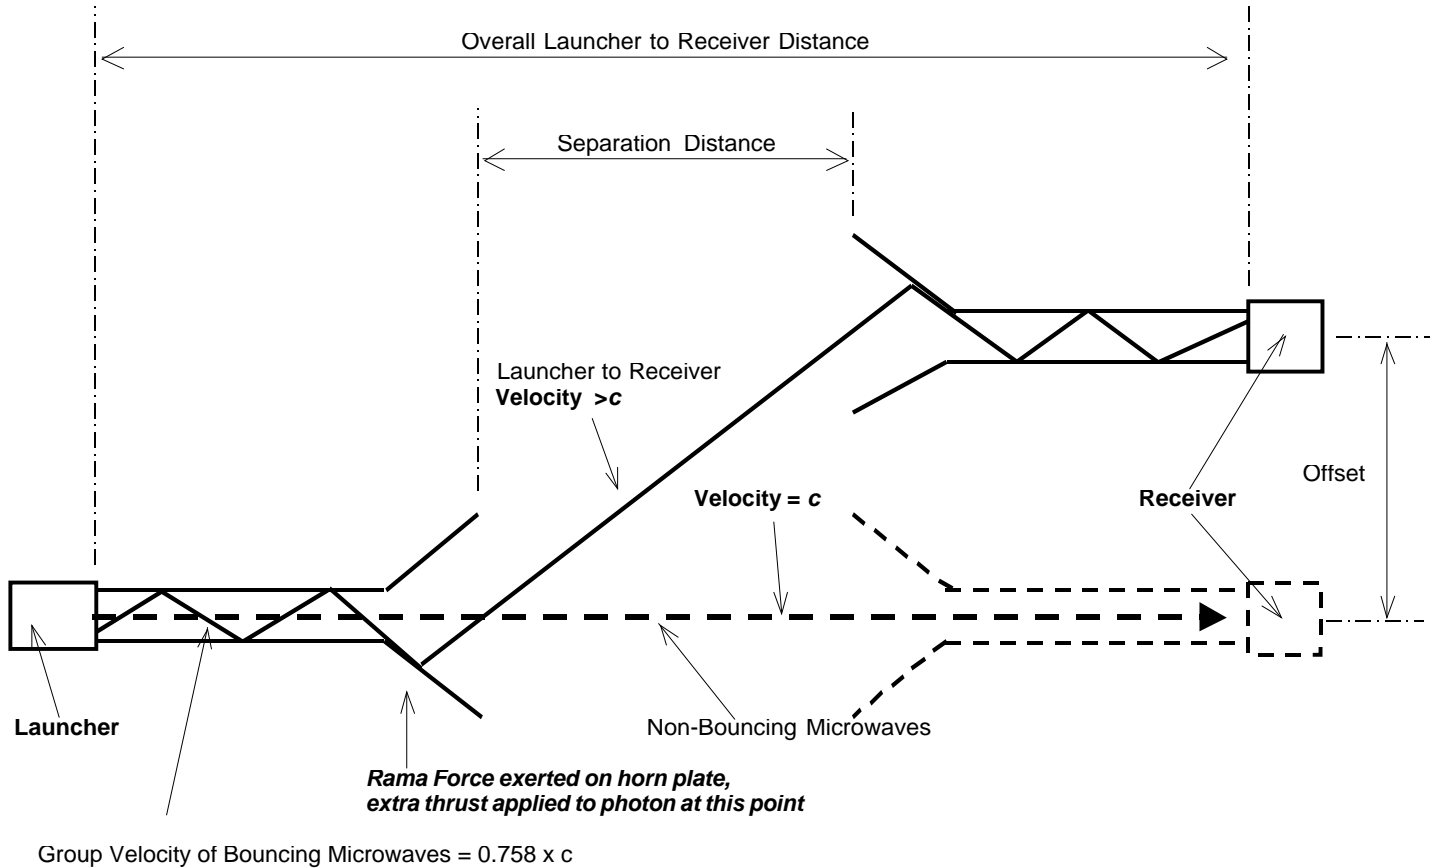 Overall Launcher to Receiver Distance
Separation Distance
Launcher to Receiver
Velocity >c
Offset
Velocity = c
Receiver
Launcher
Non-Bouncing Microwaves
Rama Force exerted on horn plate,
extra thrust applied to photon at this point
Group Velocity of Bouncing Microwaves = 0.758 x c